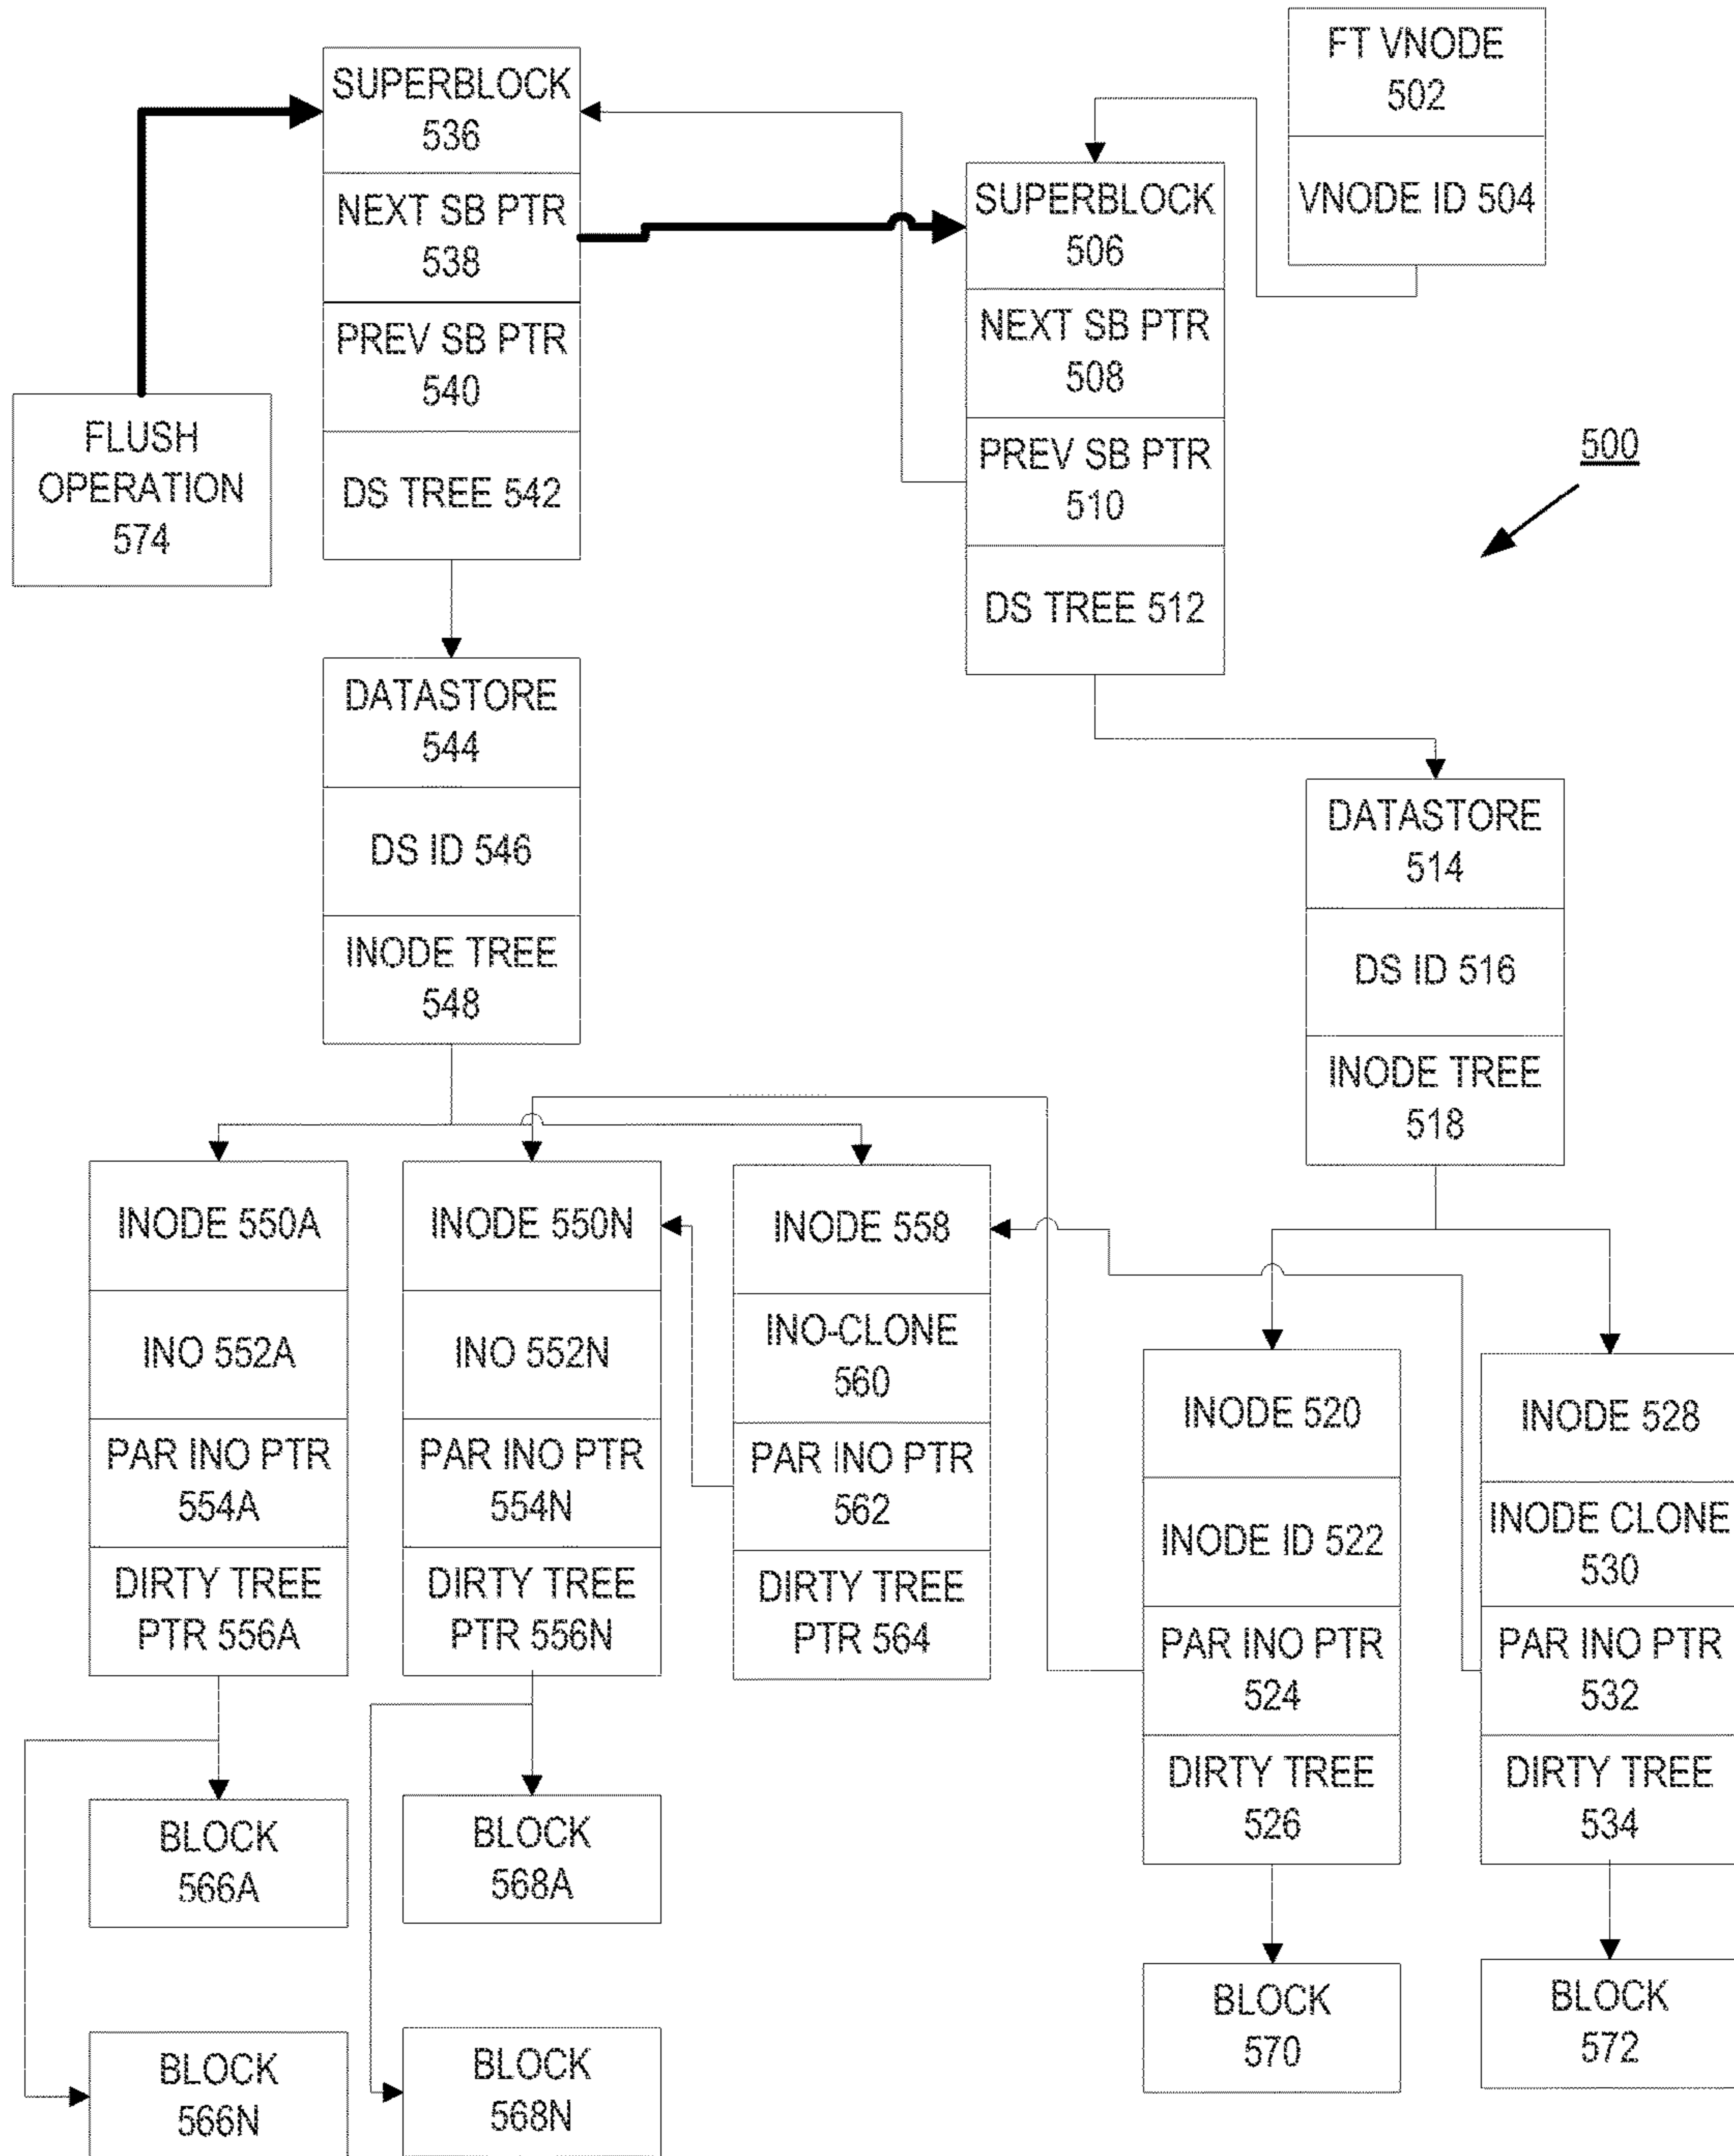 FT VNODE
502
VNODE ID 504
SUPERBLOCK
536
NEXT SB PTR
538
PREV SB PTR
540
DS TREE 542
SUPERBLOCK
506
NEXT SB PTR
508
PREV SB PTR
510
DS TREE 512
FLUSH
OPERATION
574
500
DATASTORE
544
DS ID 546
INODE TREE
548
DATASTORE
514
DS ID 516
INODE TREE
518
INODE 550A
INO 552A
PAR INO PTR
554A
DIRTY TREE
PTR 556A
INODE 550N
INO 552N
PAR INO PTR
554N
DIRTY TREE
PTR 556N
INODE 558
INO-CLONE
560
PAR INO PTR
562
DIRTY TREE
PTR 564
INODE 520
INODE ID 522
PAR INO PTR
524
DIRTY TREE
526
INODE 528
INODE CLONE
530
PAR INO PTR
532
DIRTY TREE
534
BLOCK
566A
BLOCK
568A
BLOCK
570
BLOCK
572
BLOCK
566N
BLOCK
568N